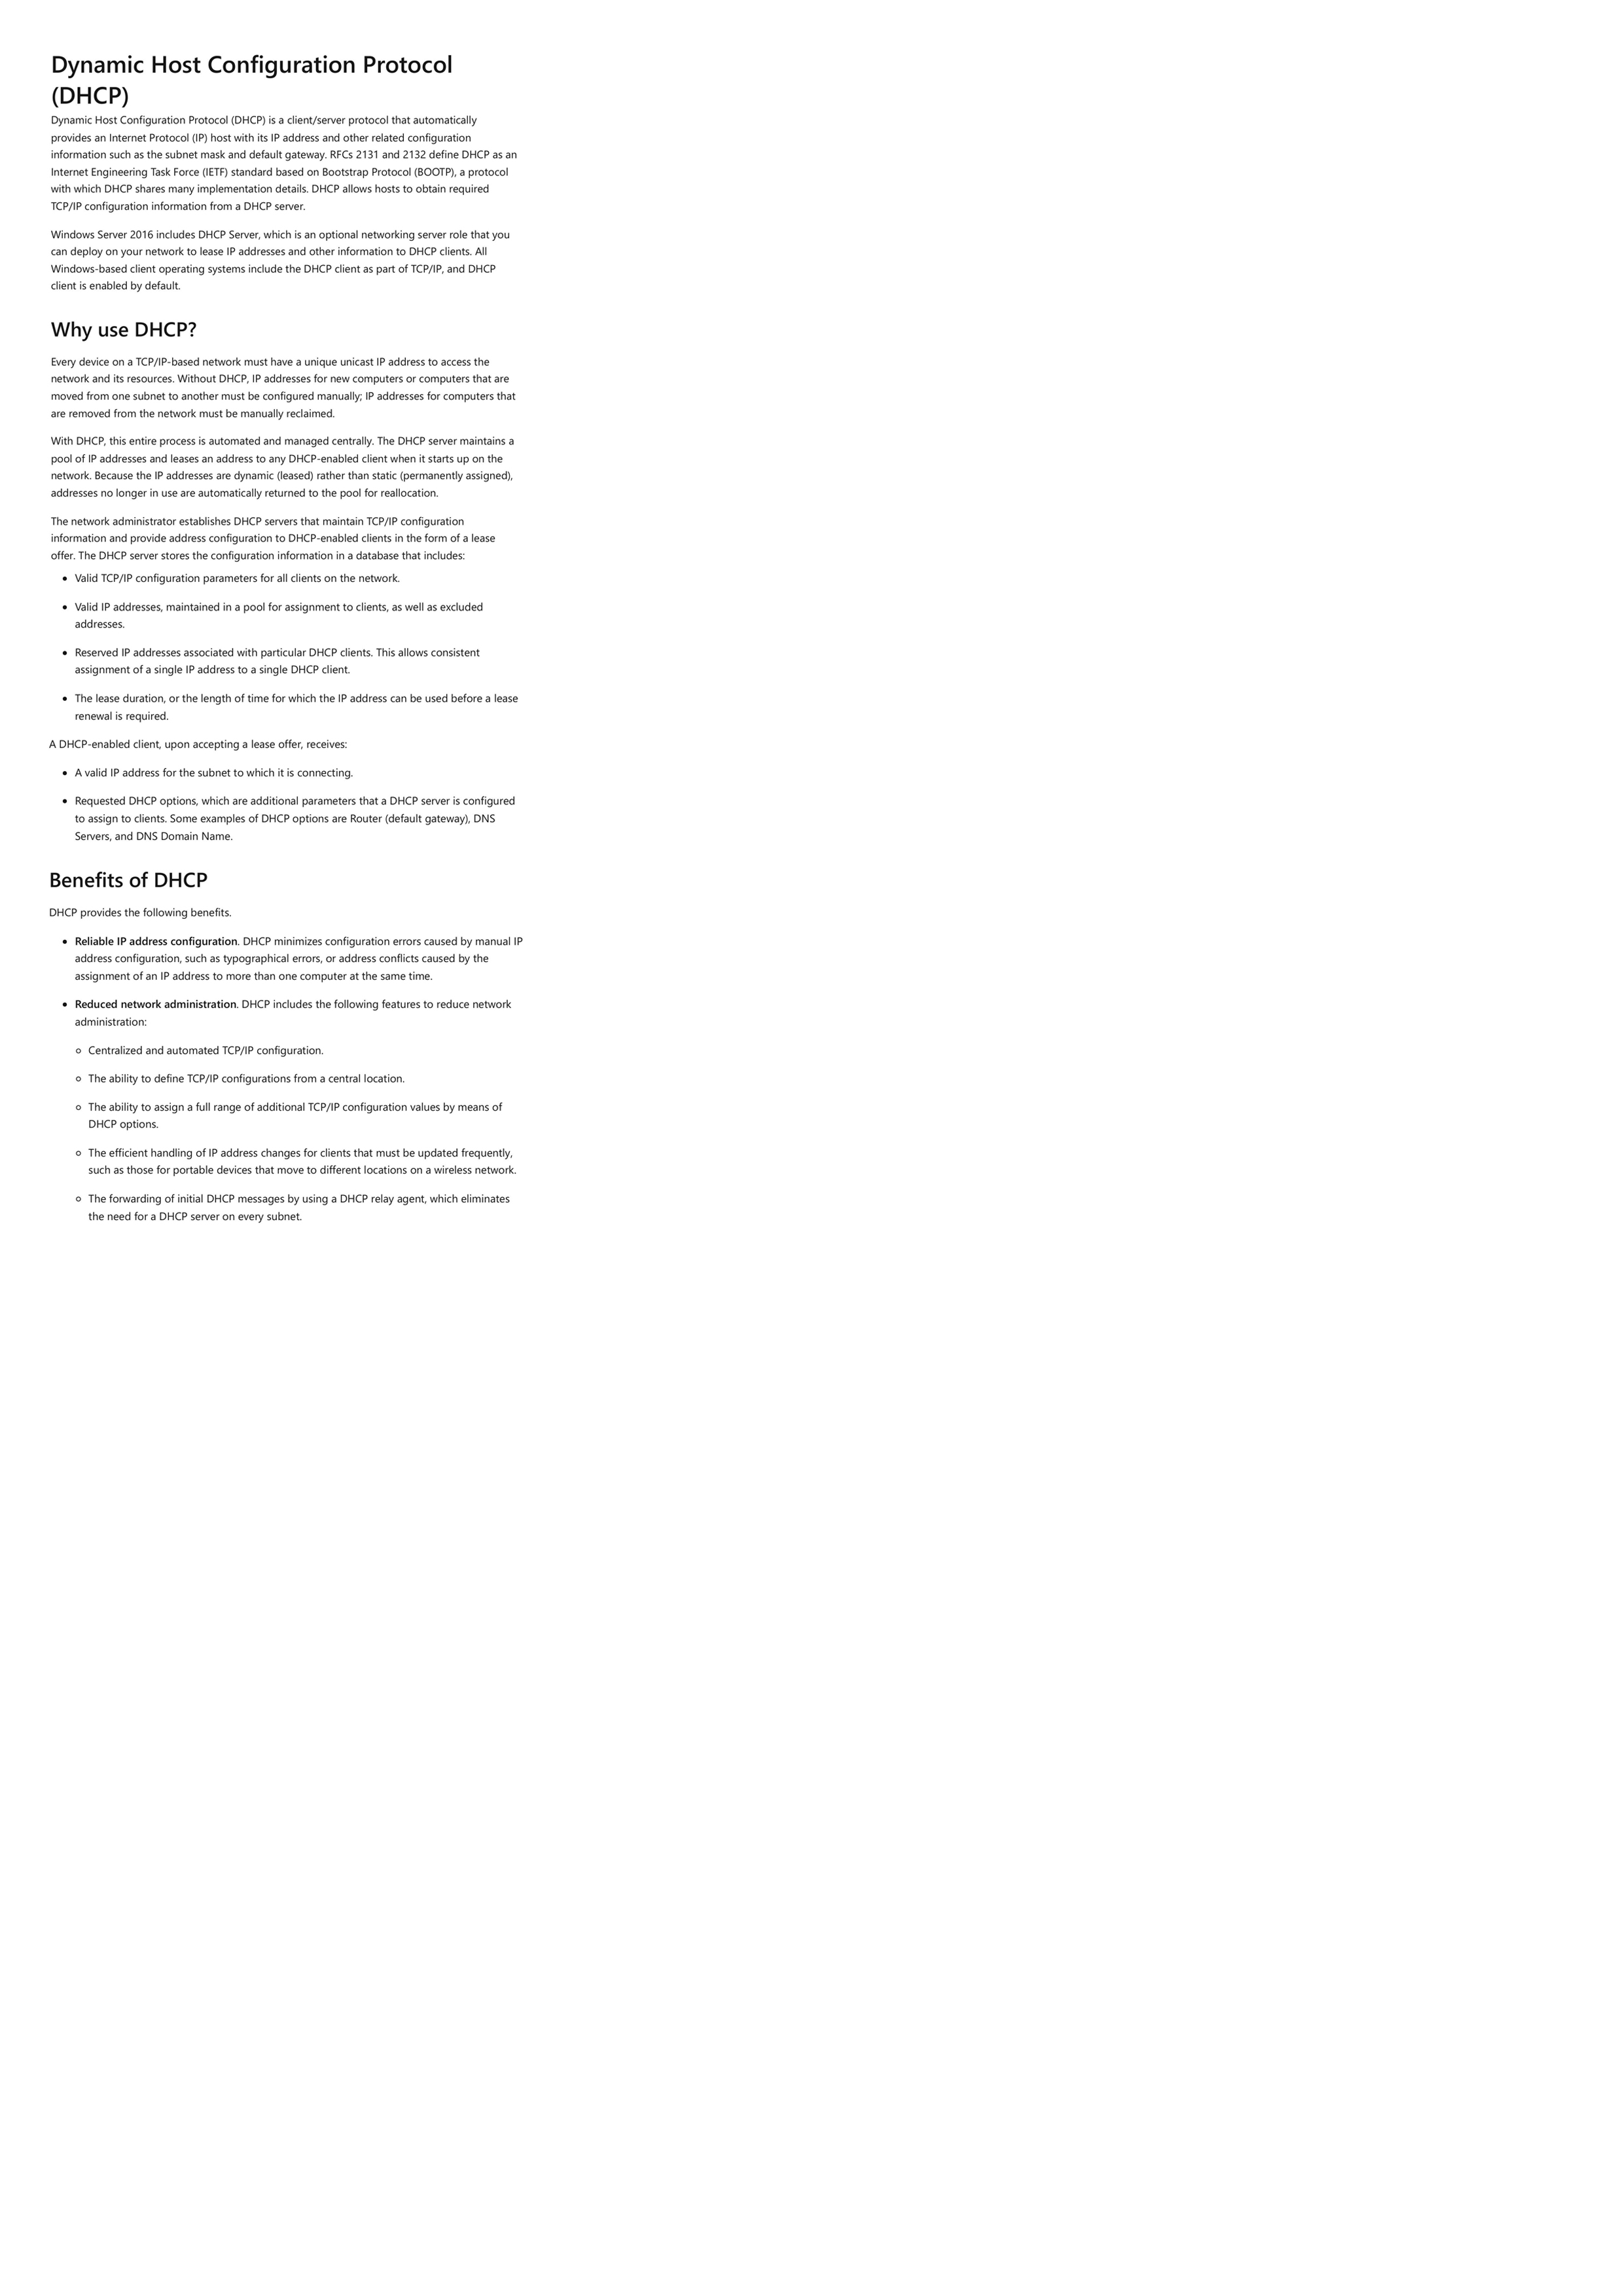 Dynamic Host Configuration Protocol
(DHCP)
Dynamic Host Configuration Protocol (DHCP) is a client/server protocol that automatically
provides an Internet Protocol (IP) host with its IP address and other related configuration
information such as the subnet mask and default gateway. RFCs 2131 and 2132 define DHCP as an
Internet Engineering Task Force (IETF) standard based on Bootstrap Protocol (BOOTP), a protocol
with which DHCP shares many implementation details. DHCP allows hosts to obtain required
TCP/IP configuration information from a DHCP server.
Windows Server 2016 includes DHCP Server, which is an optional networking server role that you
can deploy on your network to lease IP addresses and other information to DHCP clients. All
Windows-based client operating systems include the DHCP client as part of TCP/IP, and DHCP
client is enabled by default.
Why use DHCP?
Every device on a TCP/IP-based network must have a unique unicast IP address to access the
network and its resources. Without DHCP, IP addresses for new computers or computers that are
moved from one subnet to another must be configured manually; IP addresses for computers that
are removed from the network must be manually reclaimed.
With DHCP, this entire process is automated and managed centrally. The DHCP server maintains a
pool of IP addresses and leases an address to any DHCP-enabled client when it starts up on the
network. Because the IP addresses are dynamic (leased) rather than static (permanently assigned),
addresses no longer in use are automatically returned to the pool for reallocation.
The network administrator establishes DHCP servers that maintain TCP/IP configuration
information and provide address configuration to DHCP-enabled clients in the form of a lease
offer. The DHCP server stores the configuration information in a database that includes:
• Valid TCP/IP configuration parameters for all clients on the network.
• Valid IP addresses, maintained in a pool for assignment to clients, as well as excluded
addresses.
• Reserved IP addresses associated with particular DHCP clients. This allows consistent
assignment of a single IP address to a single DHCP client.
• The lease duration, or the length of time for which the IP address can be used before a lease
renewal is required.
A DHCP-enabled client, upon accepting a lease offer, receives:
• A valid IP address for the subnet to which it is connecting.
• Requested DHCP options, which are additional parameters that a DHCP server is configured
to assign to clients. Some examples of DHCP options are Router (default gateway), DNS
Servers, and DNS Domain Name.
Benefits of DHCP
DHCP provides the following benefits.
• Reliable IP address configuration. DHCP minimizes configuration errors caused by manual IP
address configuration, such as typographical errors, or address conflicts caused by the
assignment of an IP address to more than one computer at the same time.
• Reduced network administration. DHCP includes the following features to reduce network
administration:
○ Centralized and automated TCP/IP configuration.
○ The ability to define TCP/IP configurations from a central location.
○ The ability to assign a full range of additional TCP/IP configuration values by means of
DHCP options.
○ The efficient handling of IP address changes for clients that must be updated frequently,
such as those for portable devices that move to different locations on a wireless network.
○ The forwarding of initial DHCP messages by using a DHCP relay agent, which eliminates
the need for a DHCP server on every subnet.